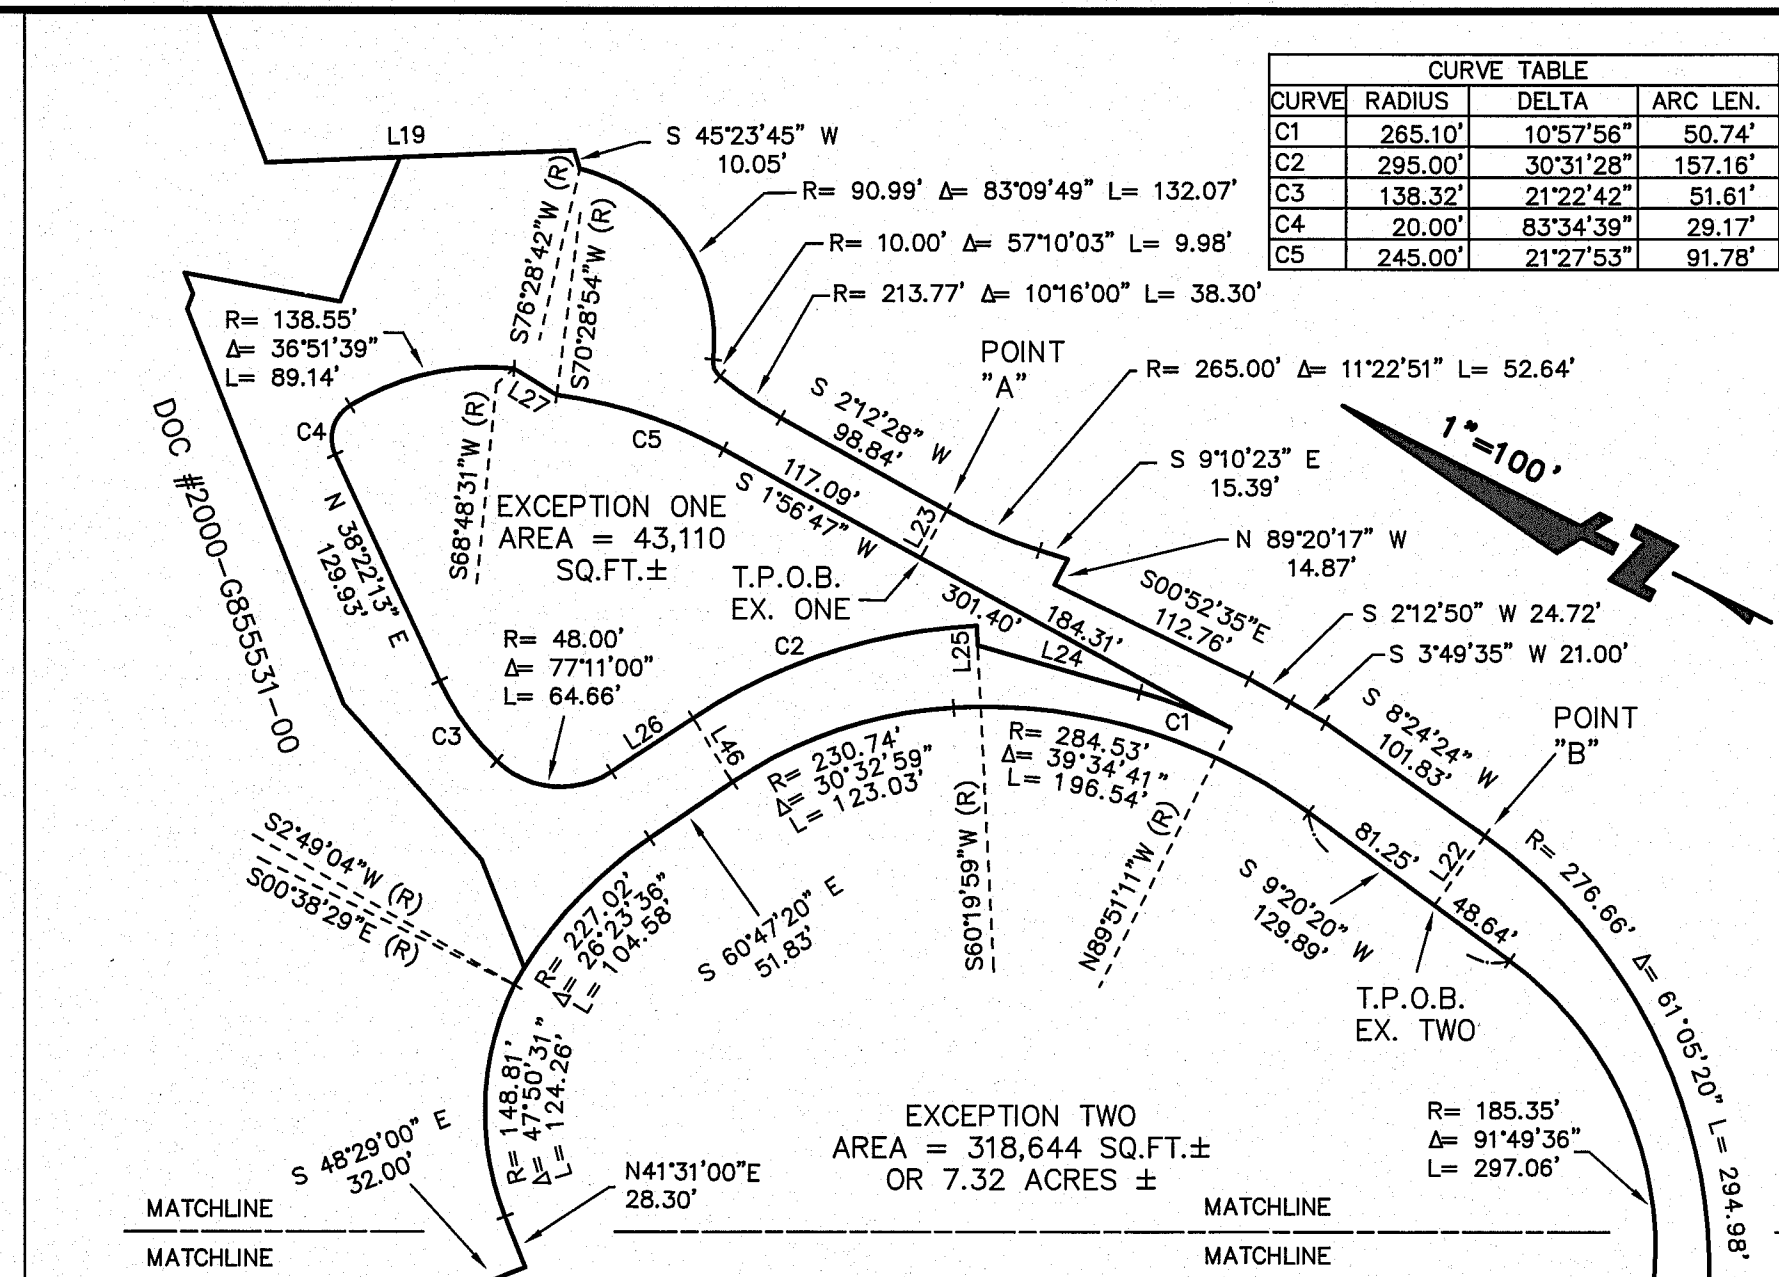 CURVE TABLE
CURVE RADIUS DELTA ARC LEN.
C1 265.10' 10°57'56" 50.74'
C2 295.00' 30°31'28" 157.16'
C3 138.32' 21°22'42" 51.61'
C4 20.00' 83°34'39" 29.17'
C5 245.00' 21°27'53" 91.78'
L19
S 45°23'45" W
10.05'
R= 90.99' Δ= 83°09'49" L= 132.07'
R= 10.00' Δ= 57°10'03" L= 9.98'
R= 213.77' Δ= 10°16'00" L= 38.30'
S76°28'42"W (R)
S70°28'54"W (R)
R= 138.55'
Δ= 36°51'39"
L= 89.14'
POINT
"A"
R= 265.00' Δ= 11°22'51" L= 52.64'
1"=100'
L27
C4
C5
S 2°12'28" W
98.84'
S68°48'31"W (R)
117.09'
S 1°56'47" W
S 9°10'23" E
15.39'
DOC #2000-G855531-00
N 38°22'13" E
129.93'
EXCEPTION ONE
AREA = 43,110
SQ.FT.±
L23
N 89°20'17" W
14.87'
T.P.O.B.
EX. ONE
301.40'
184.31'
S00°52'35"E
112.76'
S 2°12'50" W 24.72'
S 3°49'35" W 21.00'
R= 48.00'
Δ= 77°11'00"
L= 64.66'
C2
L25
L24
C1
C3
L26
L46
S 8°24'24" W
101.83'
POINT
"B"
R= 230.74'
Δ= 30°32'59"
L= 123.03'
R= 284.53'
Δ= 39°34'41"
L= 196.54'
S2°49'04"W (R)
S00°38'29"E (R)
R= 227.02'
Δ= 26°23'36"
L= 104.58'
S 60°47'20" E
51.83'
S60°19'59"W (R)
N89°51'11"W (R)
81.25'
L22
48.64'
S 9°20'20" W
129.89'
R= 276.66' Δ= 61°05'20" L= 294.98'
T.P.O.B.
EX. TWO
R= 148.81'
Δ= 47°50'31"
L= 124.26'
S 48°29'00" E
32.00'
N41°31'00"E
28.30'
EXCEPTION TWO
AREA = 318,644 SQ.FT.±
OR 7.32 ACRES ±
R= 185.35'
Δ= 91°49'36"
L= 297.06'
MATCHLINE MATCHLINE
MATCHLINE MATCHLINE